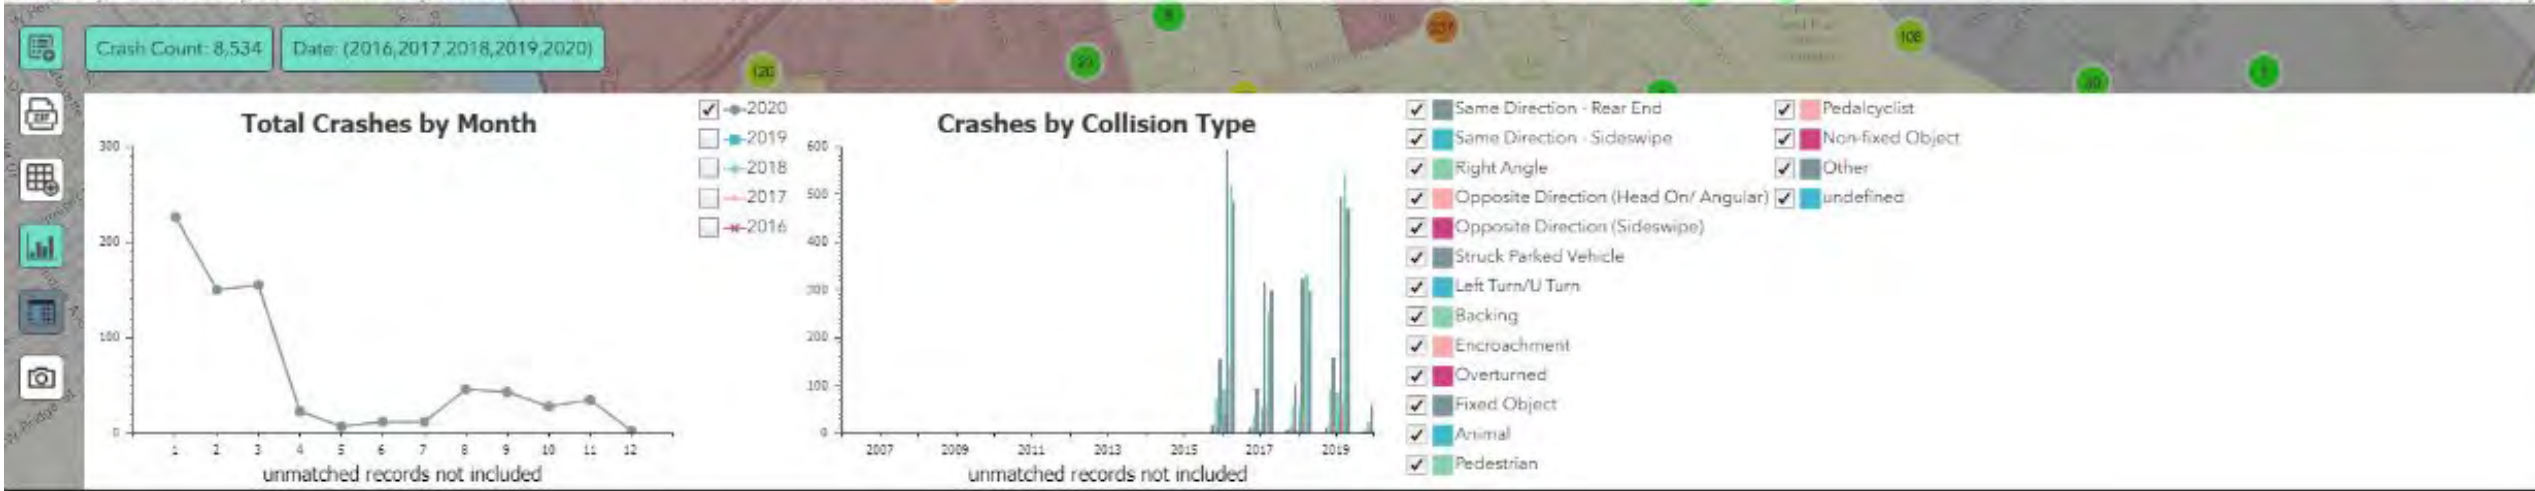 Crash Count: 8,534
Date: (2016,2017,2018,2019,2020)
126
5
207
108
Total Crashes by Month
300
200
100
0
1 2 3 4 5 6 7 8 9 10 11 12
unmatched records not included
2020
2019
2018
2017
2016
Crashes by Collision Type
600
500
400
300
200
100
0
2007 2009 2011 2013 2015 2017 2019
unmatched records not included
Same Direction - Rear End
Same Direction - Sideswipe
Right Angle
Opposite Direction (Head On/ Angular)
Opposite Direction (Sideswipe)
Struck Parked Vehicle
Left Turn/U Turn
Backing
Encroachment
Overturned
Fixed Object
Animal
Pedestrian
Pedalcyclist
Non-fixed Object
Other
undefined